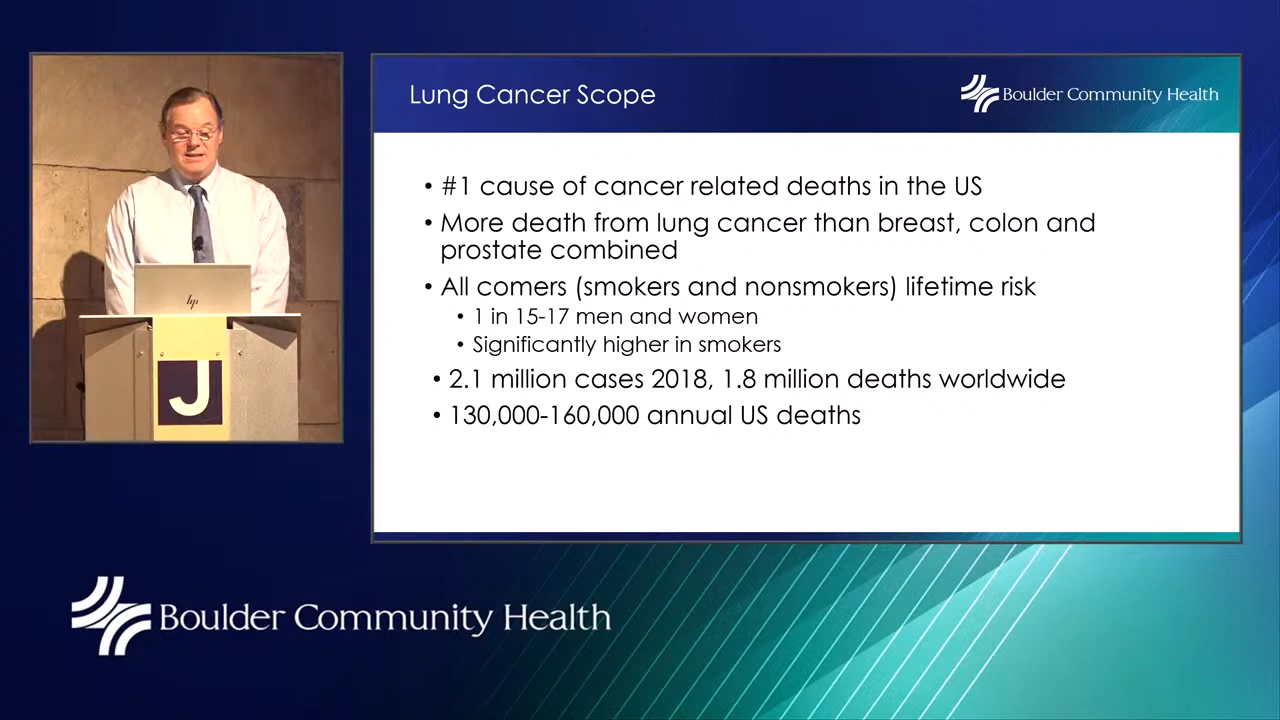 Lung Cancer Scope
Boulder Community Health
• #1 cause of cancer related deaths in the US
• More death from lung cancer than breast, colon and
prostate combined
• All comers (smokers and nonsmokers) lifetime risk
• 1 in 15-17 men and women
• Significantly higher in smokers
• 2.1 million cases 2018, 1.8 million deaths worldwide
• 130,000-160,000 annual US deaths
hp
J
Boulder Community Health